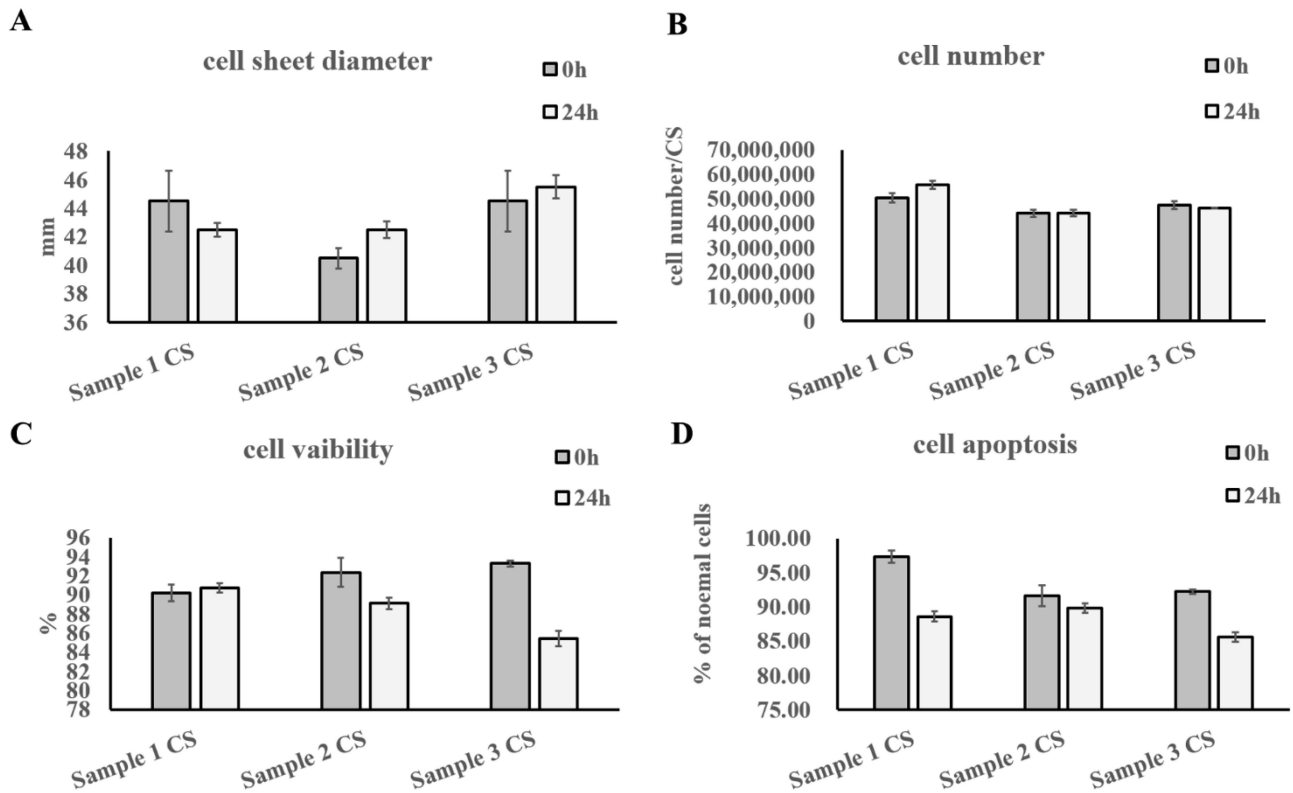 A
cell sheet diameter
0h
24h
mm
48
46
44
42
40
38
36
Sample 1 CS
Sample 2 CS
Sample 3 CS
B
cell number
0h
24h
cell number/CS
70,000,000
60,000,000
50,000,000
40,000,000
30,000,000
20,000,000
10,000,000
0
Sample 1 CS
Sample 2 CS
Sample 3 CS
C
cell vaibility
0h
24h
%
96
94
92
90
88
86
84
82
80
78
Sample 1 CS
Sample 2 CS
Sample 3 CS
D
cell apoptosis
0h
24h
% of noemal cells
100.00
95.00
90.00
85.00
80.00
75.00
Sample 1 CS
Sample 2 CS
Sample 3 CS